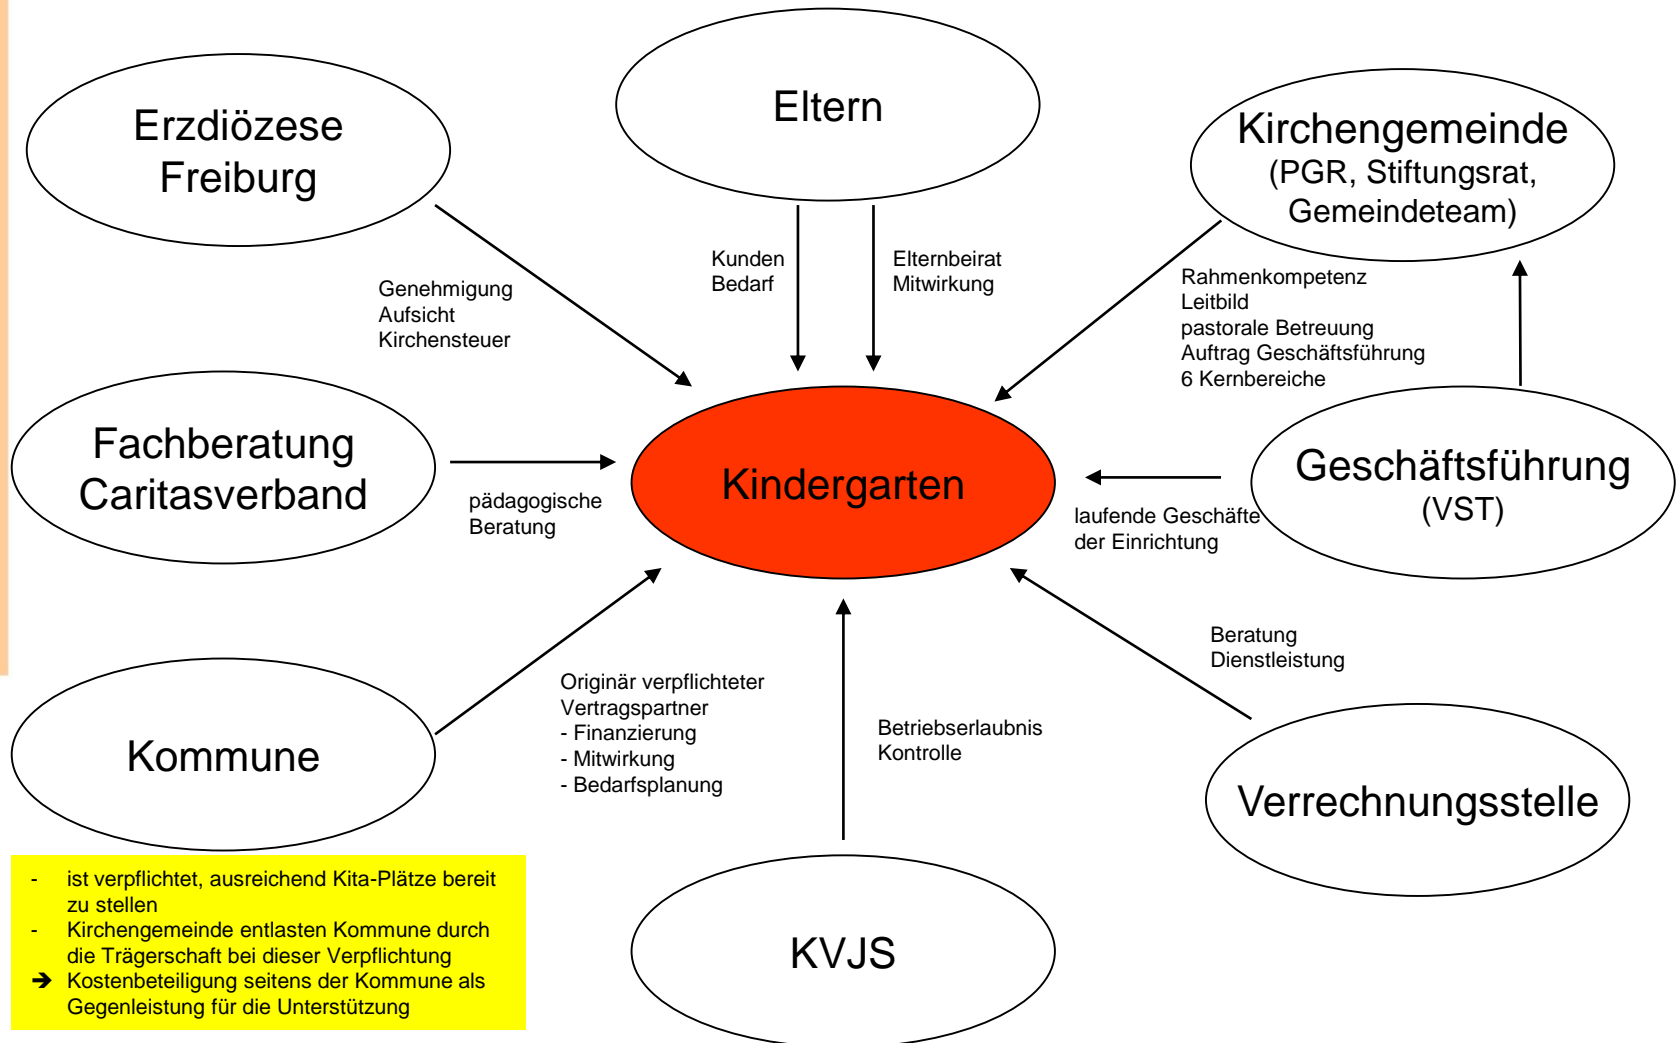 Erzdiözese
Freiburg
Eltern
Kirchengemeinde
(PGR, Stiftungsrat,
Gemeindeteam)
Genehmigung
Aufsicht
Kirchensteuer
Kunden
Bedarf
Elternbeirat
Mitwirkung
Rahmenkompetenz
Leitbild
pastorale Betreuung
Auftrag Geschäftsführung
6 Kernbereiche
Fachberatung
Caritasverband
pädagogische
Beratung
Kindergarten
laufende Geschäfte
der Einrichtung
Geschäftsführung
(VST)
Kommune
Originär verpflichteter
Vertragspartner
- Finanzierung
- Mitwirkung
- Bedarfsplanung
Betriebserlaubnis
Kontrolle
Beratung
Dienstleistung
Verrechnungsstelle
KVJS
- ist verpflichtet, ausreichend Kita-Plätze bereit
zu stellen
- Kirchengemeinde entlasten Kommune durch
die Trägerschaft bei dieser Verpflichtung
➔ Kostenbeteiligung seitens der Kommune als
Gegenleistung für die Unterstützung